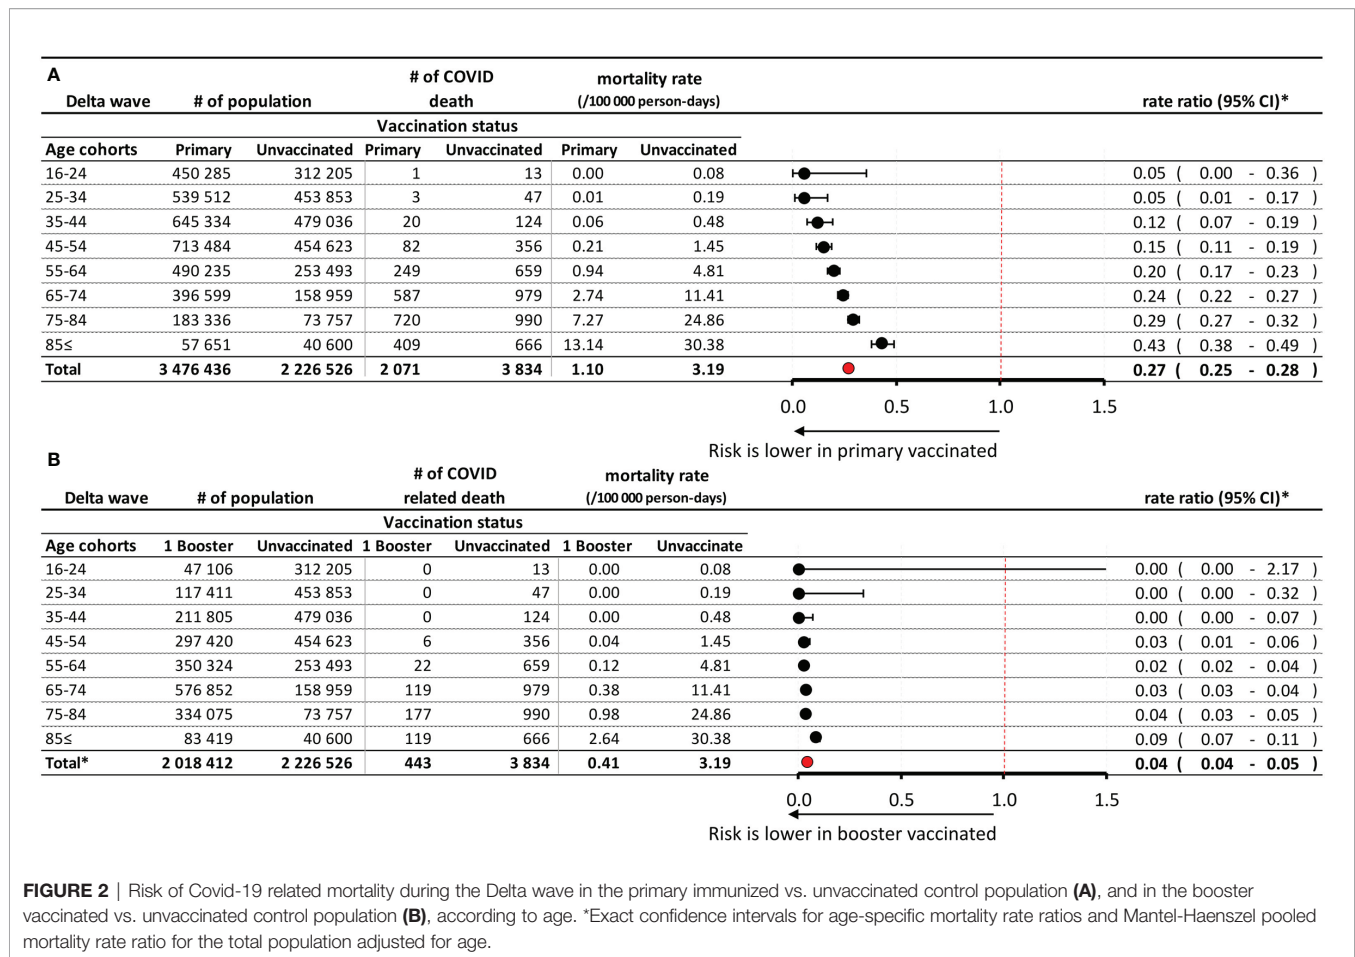 A
# of COVID
mortality rate
Delta wave # of population death (/100 000 person-days) rate ratio (95% CI)*
Vaccination status
Age cohorts Primary Unvaccinated Primary Unvaccinated Primary Unvaccinated
16-24 450 285 312 205 1 13 0.00 0.08 0.05 ( 0.00 - 0.36 )
25-34 539 512 453 853 3 47 0.01 0.19 0.05 ( 0.01 - 0.17 )
35-44 645 334 479 036 20 124 0.06 0.48 0.12 ( 0.07 - 0.19 )
45-54 713 484 454 623 82 356 0.21 1.45 0.15 ( 0.11 - 0.19 )
55-64 490 235 253 493 249 659 0.94 4.81 0.20 ( 0.17 - 0.23 )
65-74 396 599 158 959 587 979 2.74 11.41 0.24 ( 0.22 - 0.27 )
75-84 183 336 73 757 720 990 7.27 24.86 0.29 ( 0.27 - 0.32 )
85≤ 57 651 40 600 409 666 13.14 30.38 0.43 ( 0.38 - 0.49 )
Total 3 476 436 2 226 526 2 071 3 834 1.10 3.19 0.27 ( 0.25 - 0.28 )
0.0 0.5 1.0 1.5
Risk is lower in primary vaccinated
B
# of COVID
mortality rate
Delta wave # of population related death (/100 000 person-days) rate ratio (95% CI)*
Vaccination status
Age cohorts 1 Booster Unvaccinated 1 Booster Unvaccinated 1 Booster Unvaccinate
16-24 47 106 312 205 0 13 0.00 0.08 0.00 ( 0.00 - 2.17 )
25-34 117 411 453 853 0 47 0.00 0.19 0.00 ( 0.00 - 0.32 )
35-44 211 805 479 036 0 124 0.00 0.48 0.00 ( 0.00 - 0.07 )
45-54 297 420 454 623 6 356 0.04 1.45 0.03 ( 0.01 - 0.06 )
55-64 350 324 253 493 22 659 0.12 4.81 0.02 ( 0.02 - 0.04 )
65-74 576 852 158 959 119 979 0.38 11.41 0.03 ( 0.03 - 0.04 )
75-84 334 075 73 757 177 990 0.98 24.86 0.04 ( 0.03 - 0.05 )
85≤ 83 419 40 600 119 666 2.64 30.38 0.09 ( 0.07 - 0.11 )
Total* 2 018 412 2 226 526 443 3 834 0.41 3.19 0.04 ( 0.04 - 0.05 )
0.0 0.5 1.0 1.5
Risk is lower in booster vaccinated
FIGURE 2 | Risk of Covid-19 related mortality during the Delta wave in the primary immunized vs. unvaccinated control population (A), and in the booster
vaccinated vs. unvaccinated control population (B), according to age. *Exact confidence intervals for age-specific mortality rate ratios and Mantel-Haenszel pooled
mortality rate ratio for the total population adjusted for age.